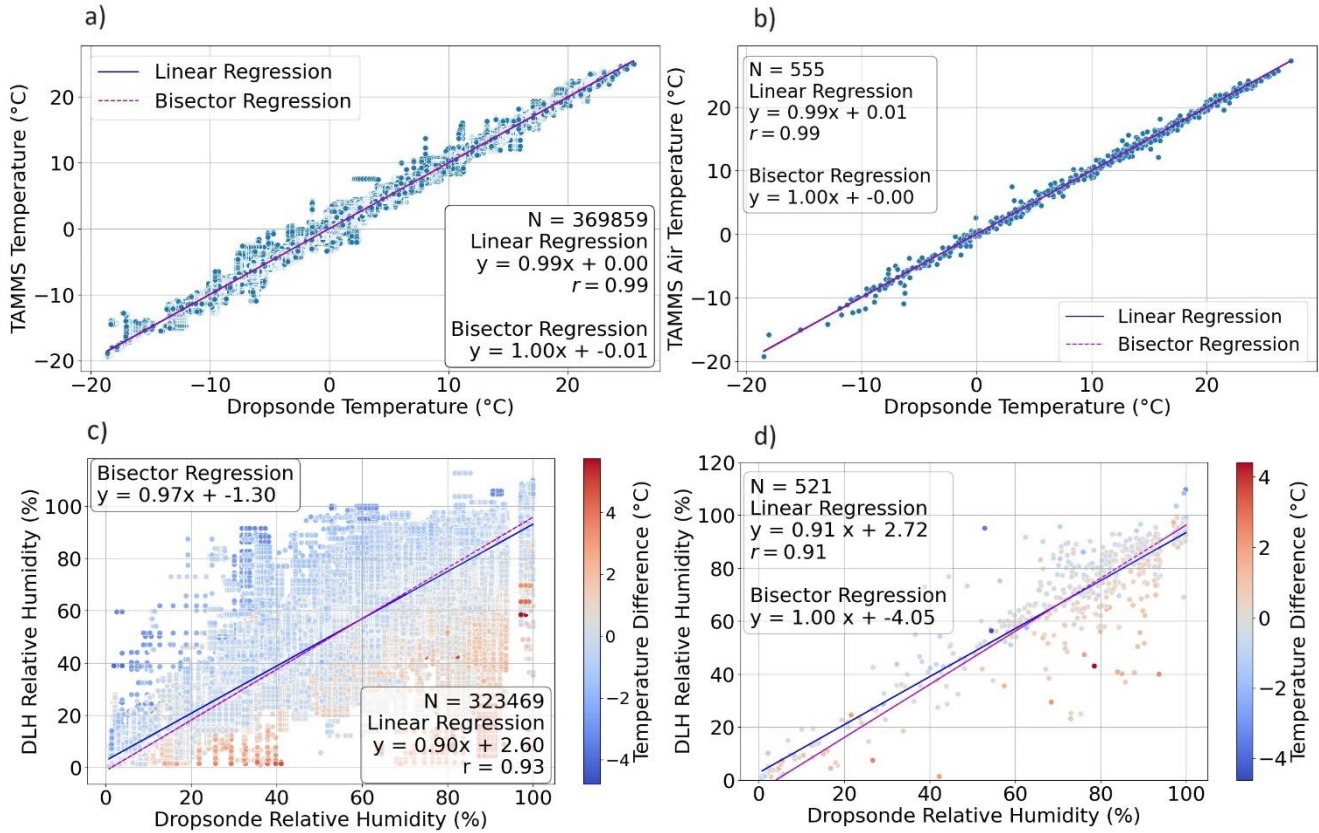 a)
TAMMS Temperature (°C)
20
10
0
−10
−20
Linear Regression
Bisector Regression
N = 369859
Linear Regression
y = 0.99x + 0.00
r = 0.99
Bisector Regression
y = 1.00x + -0.01
−20
−10
0
10
20
Dropsonde Temperature (°C)
b)
TAMMS Air Temperature (°C)
20
10
0
−10
−20
N = 555
Linear Regression
y = 0.99x + 0.01
r = 0.99
Bisector Regression
y = 1.00x + -0.00
Linear Regression
Bisector Regression
−20
−10
0
10
20
Dropsonde Temperature (°C)
c)
DLH Relative Humidity (%)
100
80
60
40
20
0
Bisector Regression
y = 0.97x + -1.30
N = 323469
Linear Regression
y = 0.90x + 2.60
r = 0.93
0
20
40
60
80
100
Dropsonde Relative Humidity (%)
4
2
0
−2
−4
Temperature Difference (°C)
d)
DLH Relative Humidity (%)
120
100
80
60
40
20
0
N = 521
Linear Regression
y = 0.91 x + 2.72
r = 0.91
Bisector Regression
y = 1.00 x + -4.05
0
20
40
60
80
100
Dropsonde Relative Humidity (%)
4
2
0
−2
−4
Temperature Difference (°C)